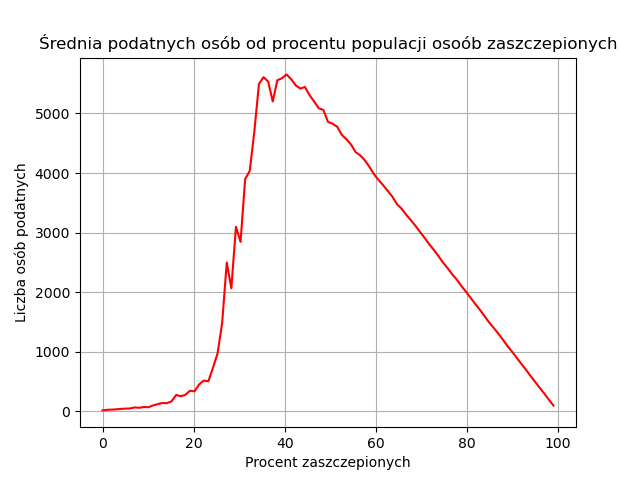 Średnia podatnych osób od procentu populacji osoób zaszczepionych
Liczba osób podatnych
5000
4000
3000
2000
1000
0
0 20 40 60 80 100
Procent zaszczepionych